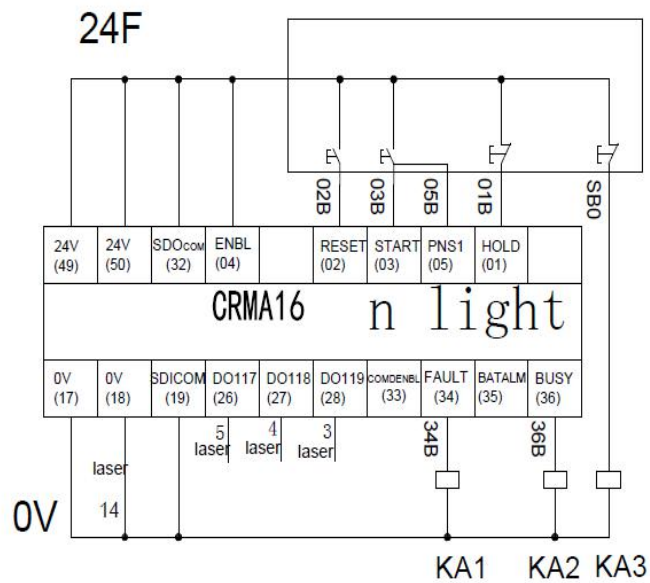 24F
02B
03B
05B
01B
SB0
24V
(49)
24V
(50)
SDOCOM
(32)
ENBL
(04)
RESET
(02)
START
(03)
PNS1
(05)
HOLD
(01)
CRMA16
n light
0V
(17)
0V
(18)
SDICOM
(19)
DO117
(26)
DO118
(27)
DO119
(28)
COMDENBL
(33)
FAULT
(34)
BATALM
(35)
BUSY
(36)
5
laser
4
laser
3
laser
34B
36B
laser
14
0V
KA1
KA2
KA3